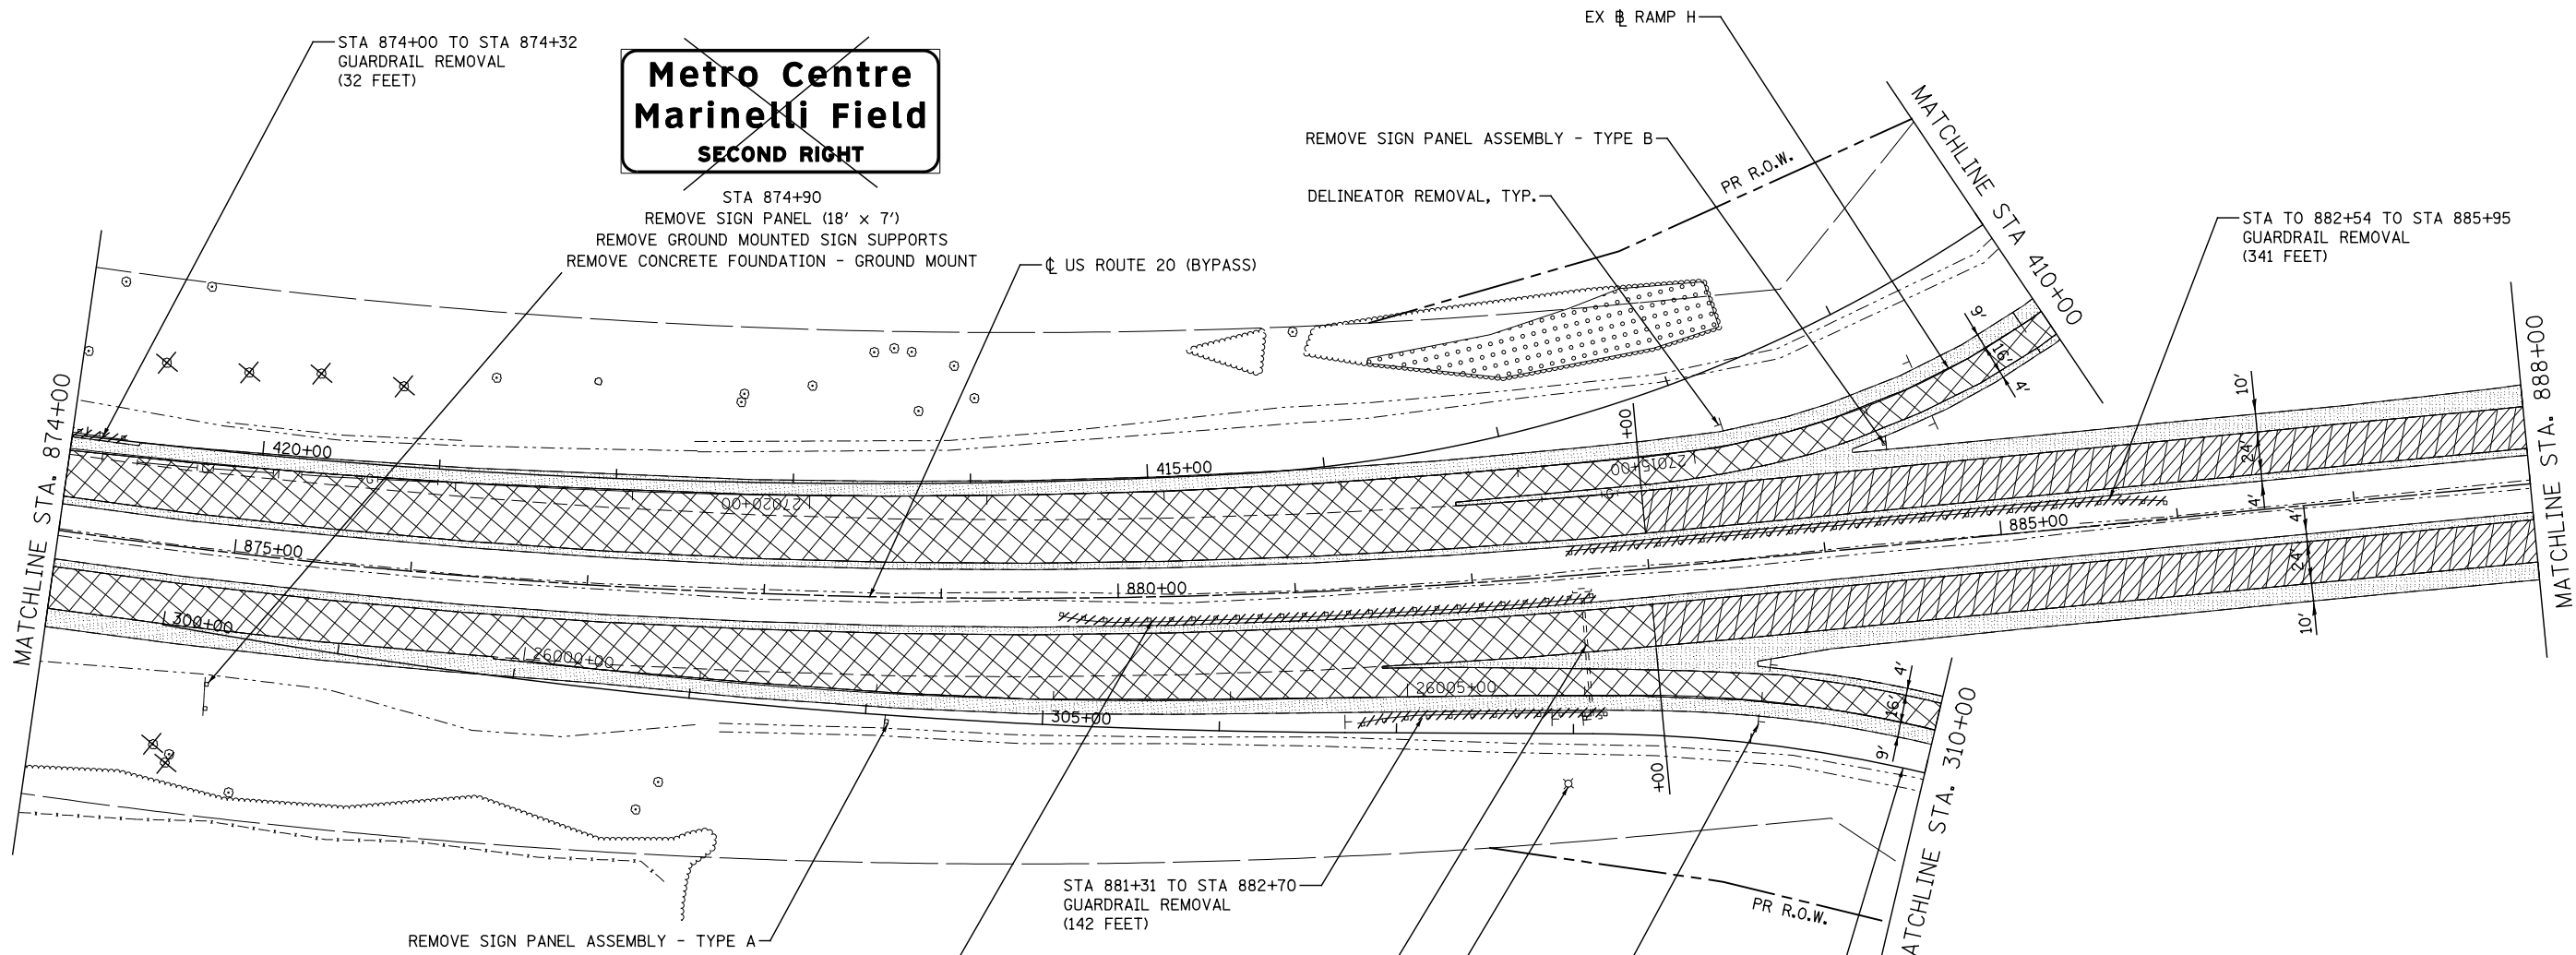 EX ⅊ RAMP H
STA 874+00 TO STA 874+32
GUARDRAIL REMOVAL
(32 FEET)
Metro Centre
Marinelli Field
SECOND RIGHT
STA 874+90
REMOVE SIGN PANEL (18' x 7')
REMOVE GROUND MOUNTED SIGN SUPPORTS
REMOVE CONCRETE FOUNDATION - GROUND MOUNT
℄ US ROUTE 20 (BYPASS)
REMOVE SIGN PANEL ASSEMBLY - TYPE B
DELINEATOR REMOVAL, TYP.
PR R.O.W.
MATCHLINE STA 410+00
STA TO 882+54 TO STA 885+95
GUARDRAIL REMOVAL
(341 FEET)
MATCHLINE STA. 874+00
MATCHLINE STA. 888+00
9'
16'
4'
10'
24'
4'
4'
24'
10'
+00
420+00
415+00
27020+00
27015+00
6'
875+00
880+00
885+00
300+00
26000+00
26005+00
305+00
+00
4'
16'
9'
MATCHLINE STA. 310+00
STA 881+31 TO STA 882+70
GUARDRAIL REMOVAL
(142 FEET)
PR R.O.W.
REMOVE SIGN PANEL ASSEMBLY - TYPE A